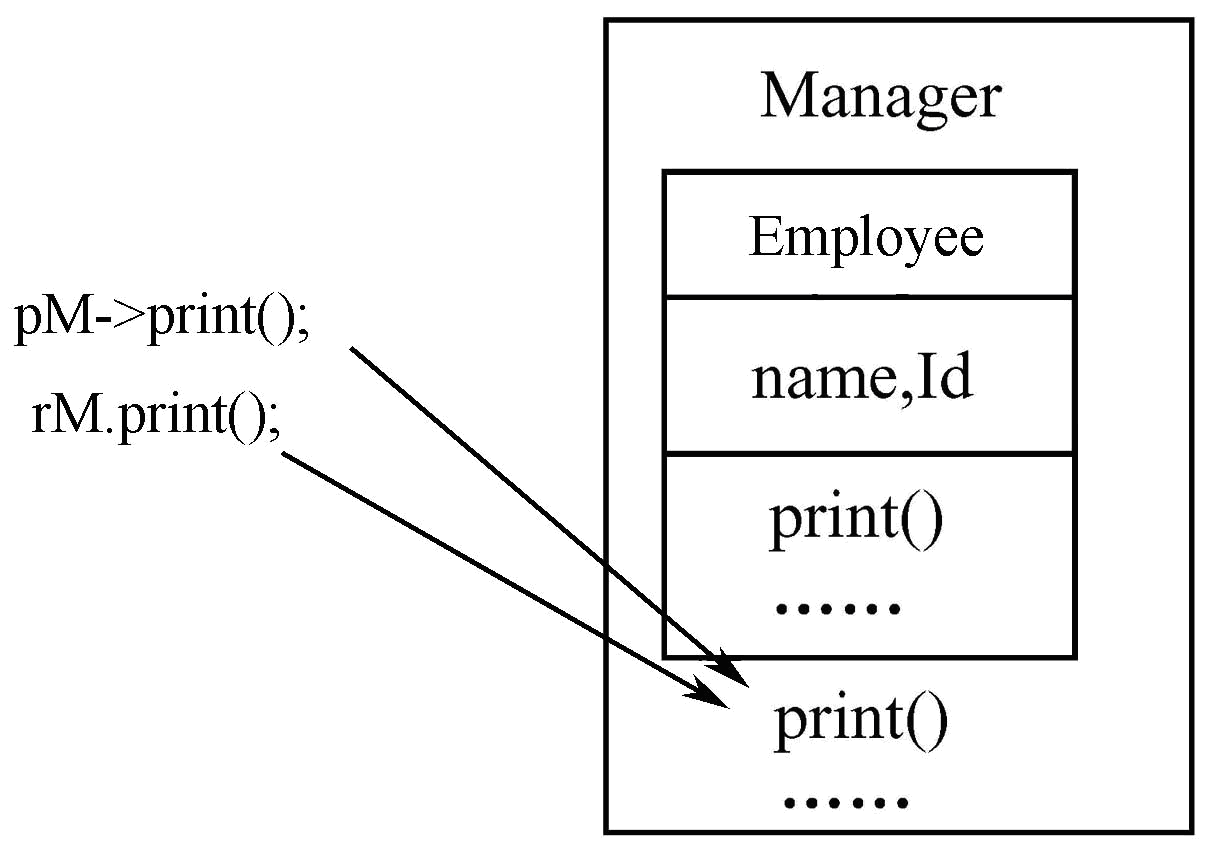 Manager
Employee
pM->print();
name,Id
rM.print();
print()
……
print()
……